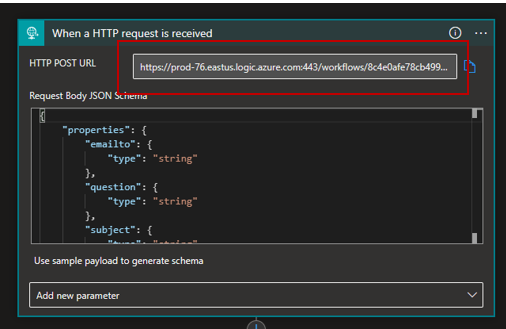 When a HTTP request is received
HTTP POST URL
https://prod-76.eastus.logic.azure.com:443/workflows/8c4e0afe78cb499...
Request Body JSON Schema
{
"properties": {
"emailto": {
"type": "string"
},
"question": {
"type": "string"
},
"subject": {
"type": "string"
Use sample payload to generate schema
Add new parameter